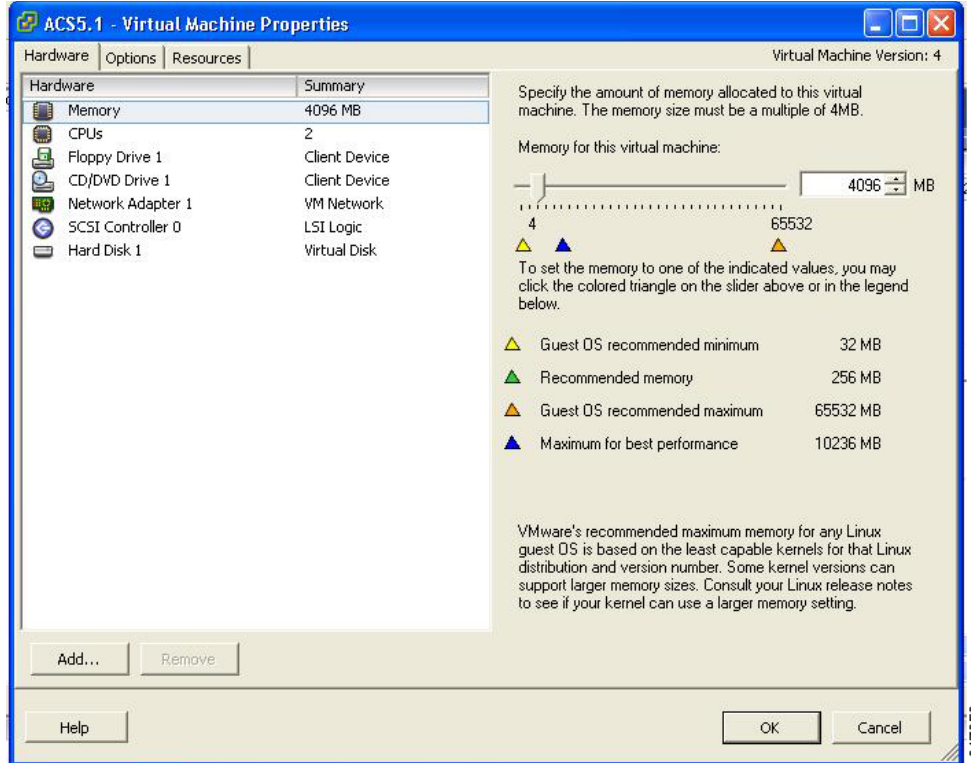 ACS5.1 - Virtual Machine Properties
Hardware Options Resources
Virtual Machine Version: 4
Hardware Summary
Memory 4096 MB
CPUs 2
Floppy Drive 1 Client Device
CD/DVD Drive 1 Client Device
Network Adapter 1 VM Network
SCSI Controller 0 LSI Logic
Hard Disk 1 Virtual Disk
Add...
Remove
Specify the amount of memory allocated to this virtual
machine. The memory size must be a multiple of 4MB.
Memory for this virtual machine:
4096 MB
4 65532
To set the memory to one of the indicated values, you may
click the colored triangle on the slider above or in the legend
below.
Guest OS recommended minimum 32 MB
Recommended memory 256 MB
Guest OS recommended maximum 65532 MB
Maximum for best performance 10236 MB
VMware's recommended maximum memory for any Linux
guest OS is based on the least capable kernels for that Linux
distribution and version number. Some kernel versions can
support larger memory sizes. Consult your Linux release notes
to see if your kernel can use a larger memory setting.
Help
OK
Cancel